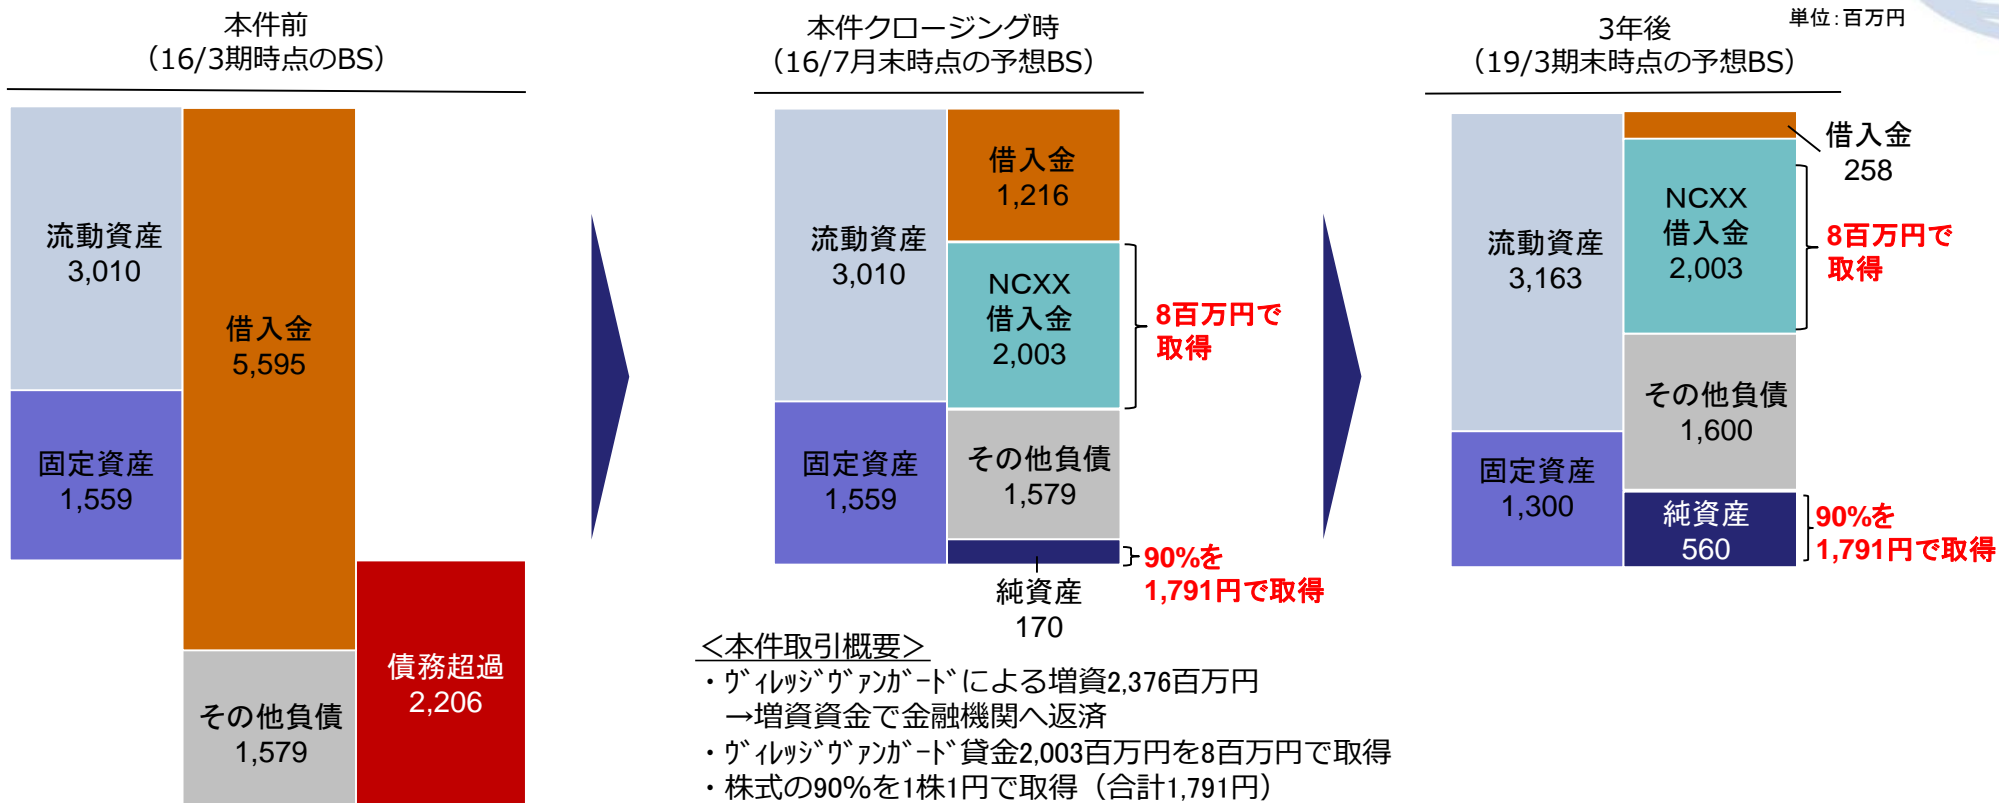 単位：百万円
本件前
（16/3期時点のBS）
流動資産
3,010
固定資産
1,559
借入金
5,595
その他負債
1,579
債務超過
2,206
本件クロージング時
（16/7月末時点の予想BS）
流動資産
3,010
固定資産
1,559
借入金
1,216
NCXX
借入金
2,003
その他負債
1,579
純資産
170
8百万円で
取得
90%を
1,791円で取得
3年後
（19/3期末時点の予想BS）
流動資産
3,163
固定資産
1,300
借入金
258
NCXX
借入金
2,003
その他負債
1,600
純資産
560
8百万円で
取得
90%を
1,791円で取得
＜本件取引概要＞
・ヴィレッジヴァンガードによる増資2,376百万円
→増資資金で金融機関へ返済
・ヴィレッジヴァンガード貸金2,003百万円を8百万円で取得
・株式の90%を1株1円で取得（合計1,791円）